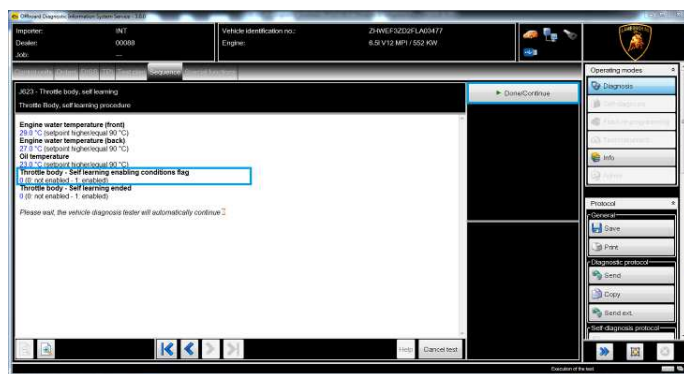 Offboard Diagnostic Information System Service - 3.0.0
Importer: INT
Dealer: 00088
Job: ---
Vehicle identification no.: ZHWEF3ZD2FLA03477
Engine: 6.5l V12 MPI / 552 KW
Control units
Sequence
Operating modes
Diagnosis
Info
J623 - Throttle body, self learning
Throttle Body, self learning procedure
Done/Continue
Engine water temperature (front)
29.0 °C (setpoint higher/equal 90 °C)
Engine water temperature (back)
27.0 °C (setpoint higher/equal 90 °C)
Oil temperature
23.0 °C (setpoint higher/equal 90 °C)
Throttle body - Self learning enabling conditions flag
0 (0: not enabled - 1: enabled)
Throttle body - Self learning ended
0 (0: not enabled - 1: enabled)
Please wait, the vehicle diagnosis tester will automatically continue
Protocol
General
Save
Print
Diagnostic protocol
Send
Copy
Send ext.
Self-diagnosis protocol
Help
Cancel test
Execution of the test